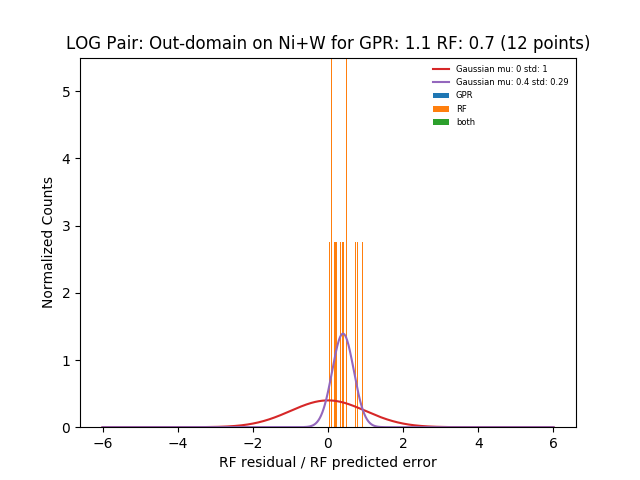 LOG Pair: Out-domain on Ni+W for GPR: 1.1 RF: 0.7 (12 points)
Gaussian mu: 0 std: 1
Gaussian mu: 0.4 std: 0.29
GPR
RF
both
Normalized Counts
5
4
3
2
1
0
−6 −4 −2 0 2 4 6
RF residual / RF predicted error